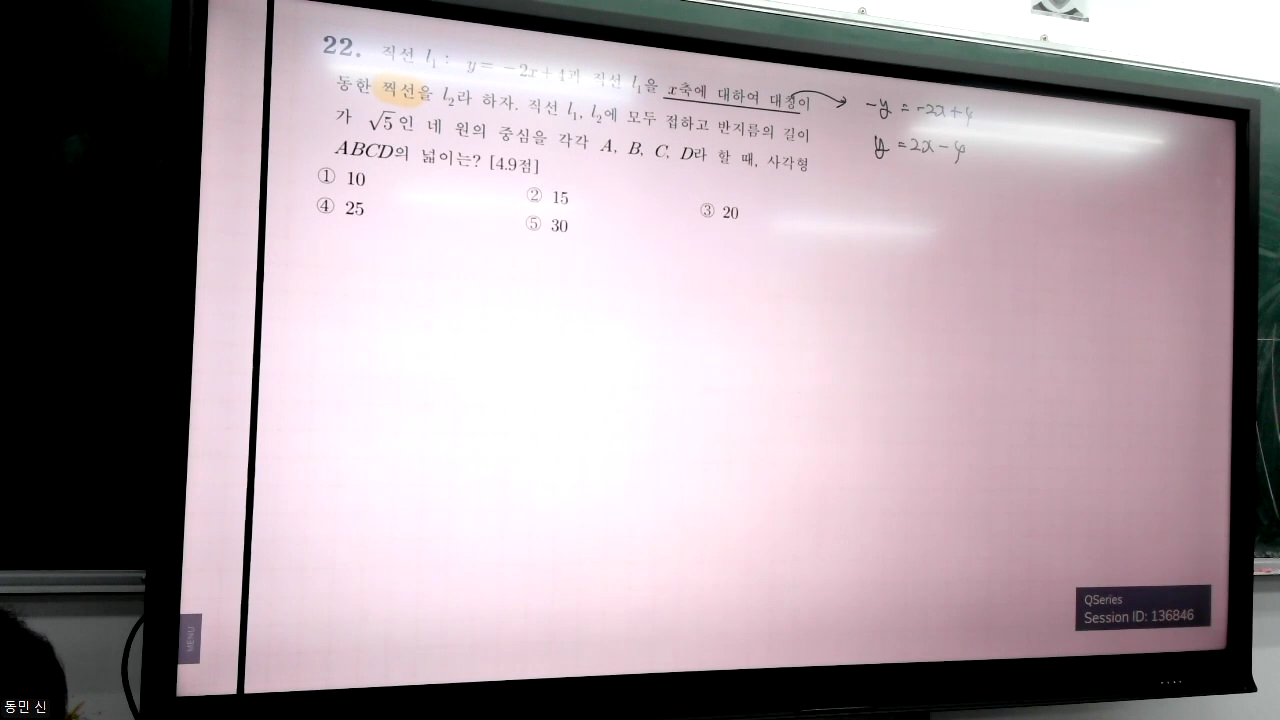 22. 직선 l₁ : y = -2x+4과 직선 l₁을 x축에 대하여 대칭이
동한 찍선을 l₂라 하자. 직선 l₁, l₂에 모두 접하고 반지름의 길이
가 √5인 네 원의 중심을 각각 A, B, C, D라 할 때, 사각형
ABCD의 넓이는? [4.9점]
① 10
② 15
③ 20
④ 25
⑤ 30
-y = -2x+4
y = 2x-4
MENU
QSeries
Session ID: 136846
동민 신